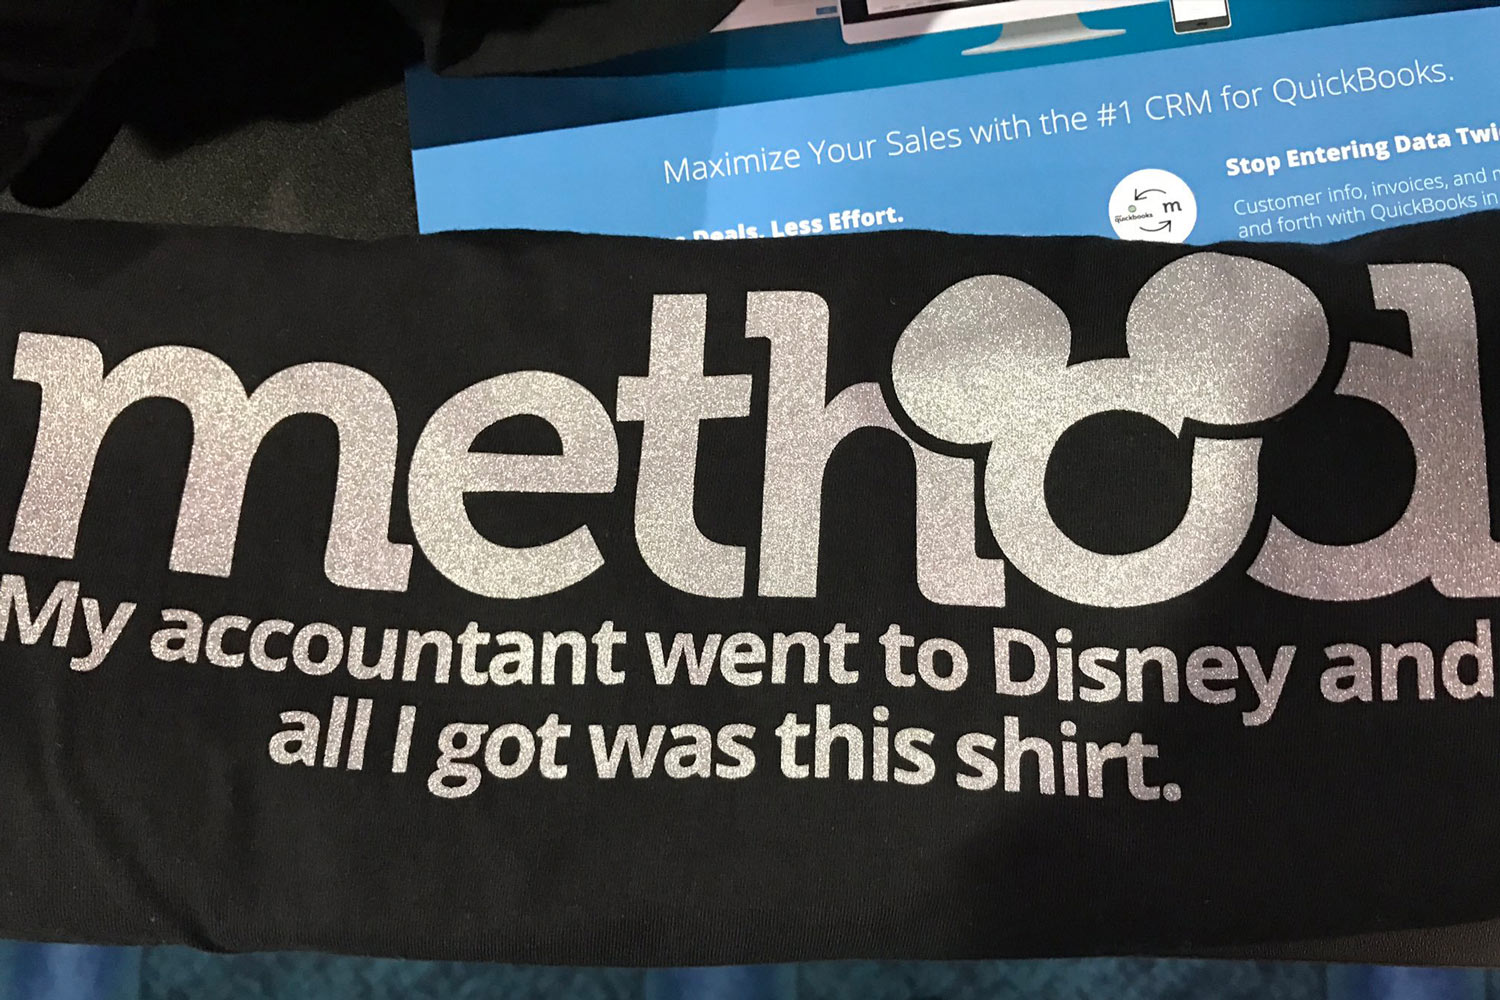 Maximize Your Sales with the #1 CRM for QuickBooks.
Stop Entering Data
Deals. Less Effort.
Customer info, invoices, and
and forth with QuickBooks in
quickbooks m
method
My accountant went to Disney and
all I got was this shirt.